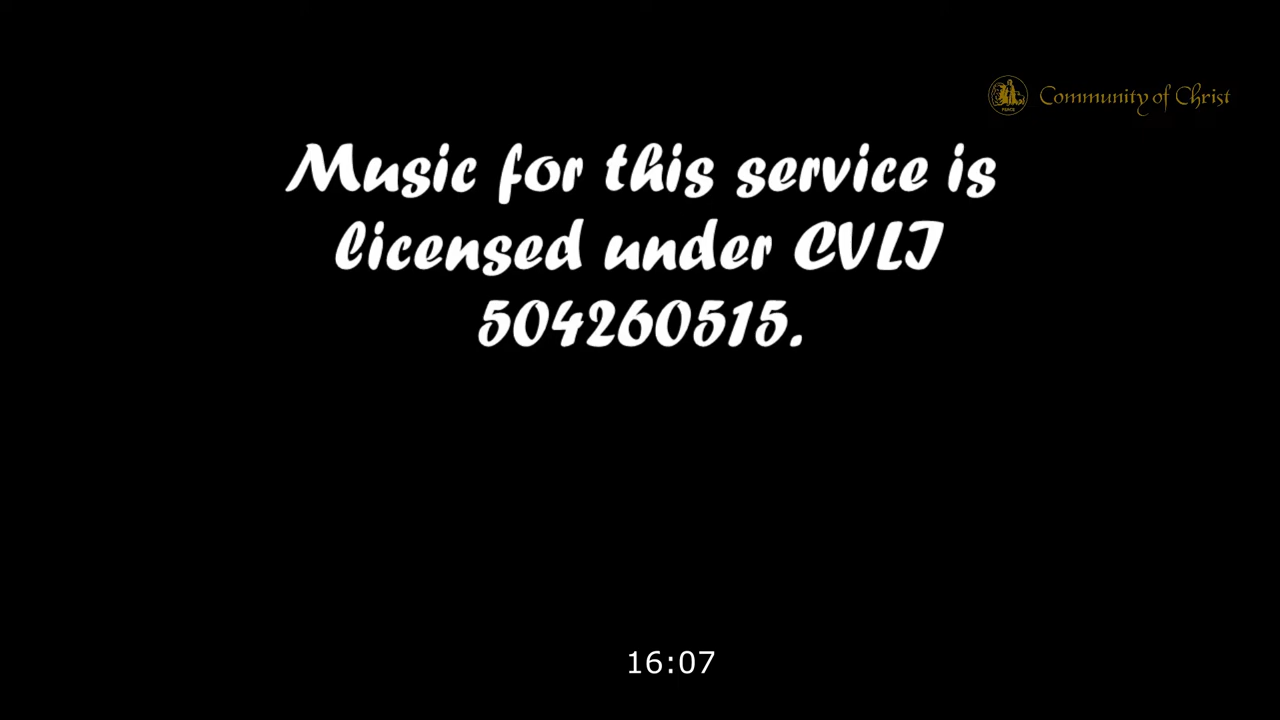 Community of Christ
Music for this service is
licensed under CVLI
504260515.
16:07